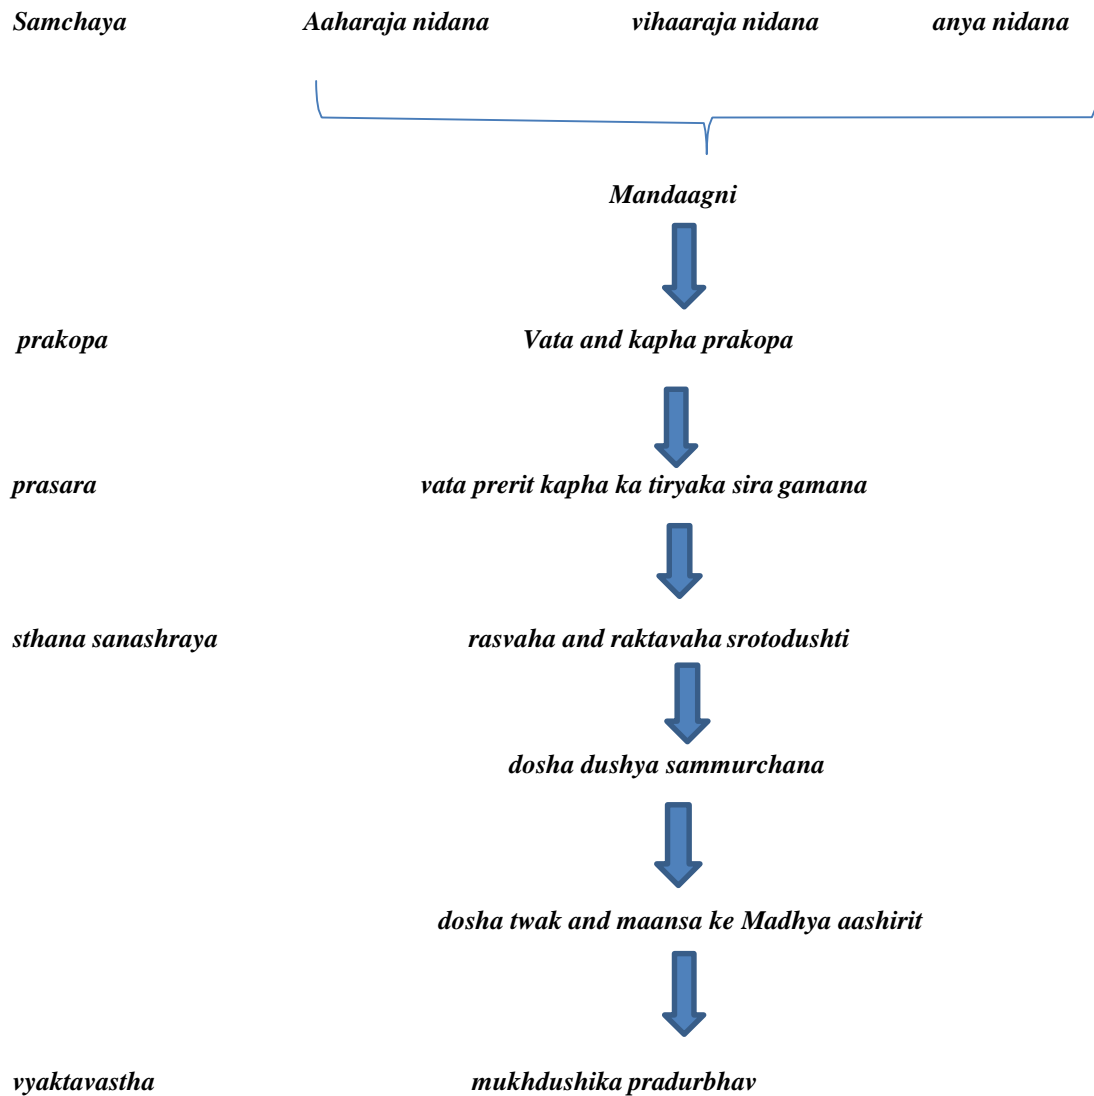 Samchaya Aaharaja nidana vihaaraja nidana anya nidana
Mandaagni
prakopa Vata and kapha prakopa
prasara vata prerit kapha ka tiryaka sira gamana
sthana sanashraya rasvaha and raktavaha srotodushti
dosha dushya sammurchana
dosha twak and maansa ke Madhya aashirit
vyaktavastha mukhdushika pradurbhav